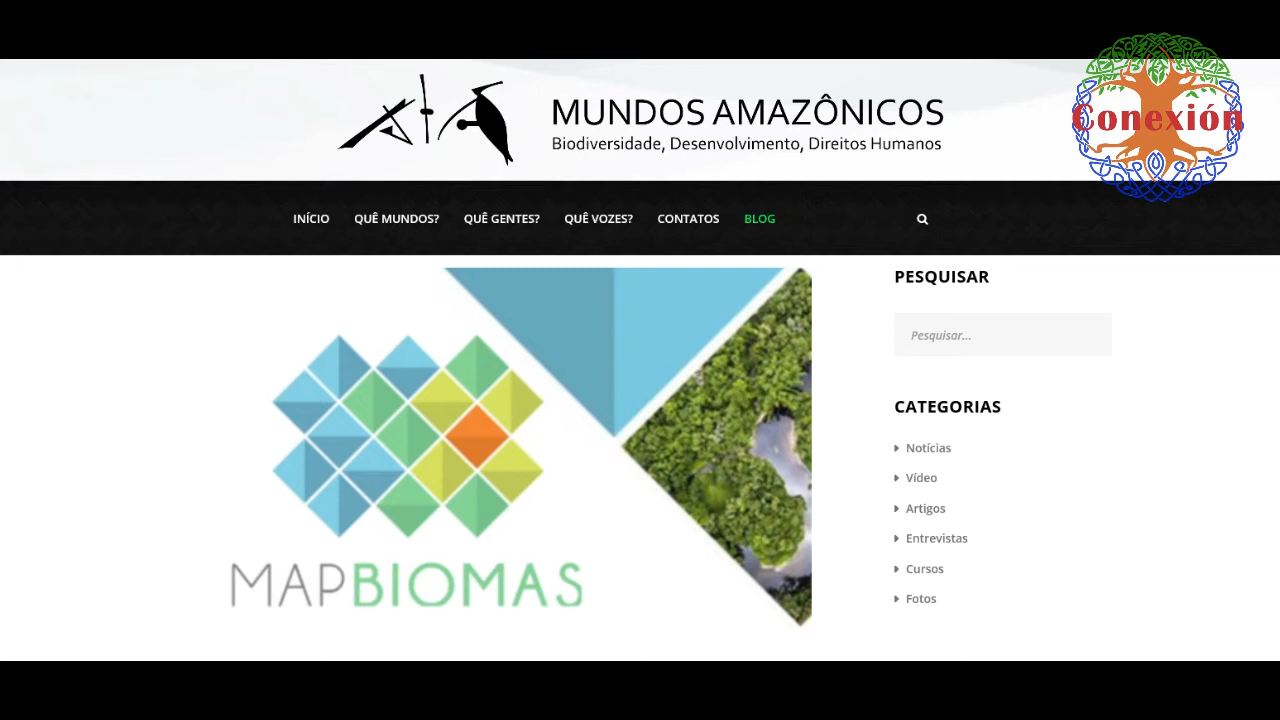 MUNDOS AMAZÔNICOS
Biodiversidade, Desenvolvimento, Direitos Humanos
Conexión
INÍCIO QUÊ MUNDOS? QUÊ GENTES? QUÊ VOZES? CONTATOS BLOG
PESQUISAR
Pesquisar...
CATEGORIAS
Notícias
Vídeo
Artigos
Entrevistas
Cursos
Fotos
MAPBIOMAS